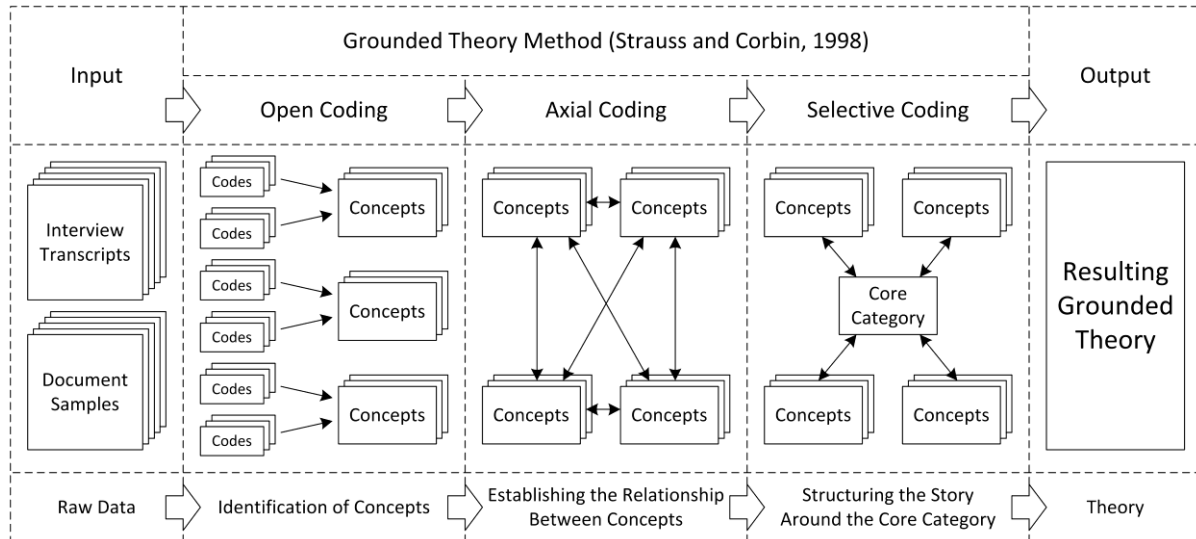 Grounded Theory Method (Strauss and Corbin, 1998)
Input
Output
Open Coding
Axial Coding
Selective Coding
Interview
Transcripts
Document
Samples
Codes
Codes
Codes
Codes
Codes
Codes
Concepts
Concepts
Concepts
Concepts
Concepts
Concepts
Concepts
Concepts
Concepts
Core
Category
Concepts
Concepts
Resulting
Grounded
Theory
Raw Data
Identification of Concepts
Establishing the Relationship
Between Concepts
Structuring the Story
Around the Core Category
Theory